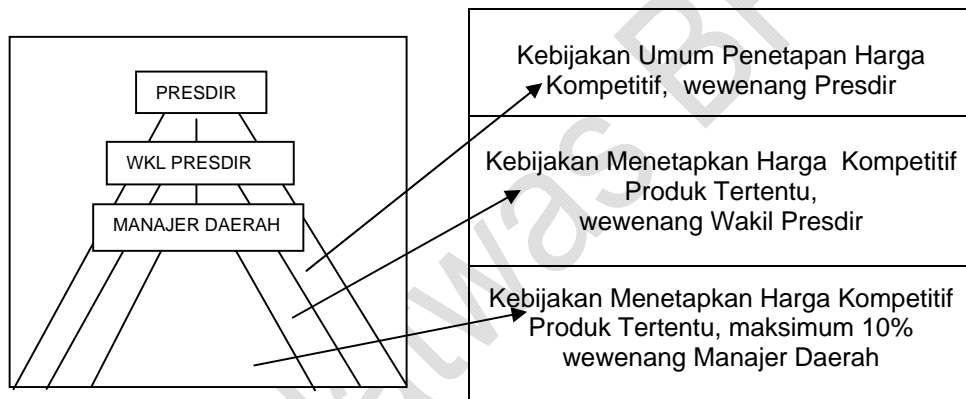 PRESDIR
WKL PRESDIR
MANAJER DAERAH
Kebijakan Umum Penetapan Harga
Kompetitif, wewenang Presdir
Kebijakan Menetapkan Harga Kompetitif
Produk Tertentu,
wewenang Wakil Presdir
Kebijakan Menetapkan Harga Kompetitif
Produk Tertentu, maksimum 10%
wewenang Manajer Daerah